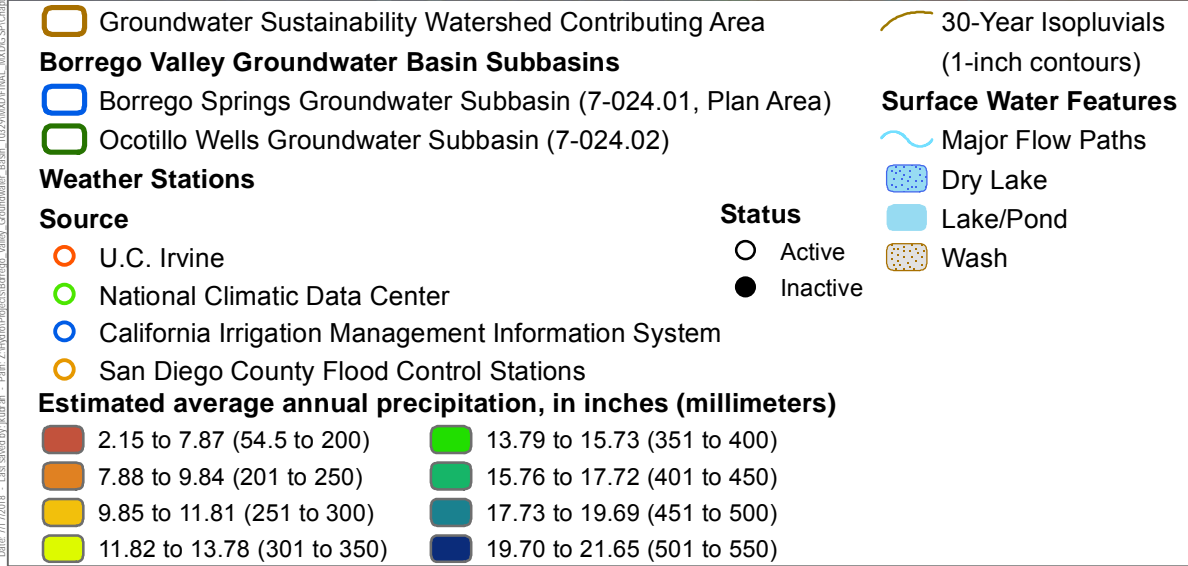 Groundwater Sustainability Watershed Contributing Area
Borrego Valley Groundwater Basin Subbasins
Borrego Springs Groundwater Subbasin (7-024.01, Plan Area)
Ocotillo Wells Groundwater Subbasin (7-024.02)
Weather Stations
Source
U.C. Irvine
National Climatic Data Center
California Irrigation Management Information System
San Diego County Flood Control Stations
Status
Active
Inactive
30-Year Isopluvials
(1-inch contours)
Surface Water Features
Major Flow Paths
Dry Lake
Lake/Pond
Wash
Estimated average annual precipitation, in inches (millimeters)
2.15 to 7.87 (54.5 to 200)
7.88 to 9.84 (201 to 250)
9.85 to 11.81 (251 to 300)
11.82 to 13.78 (301 to 350)
13.79 to 15.73 (351 to 400)
15.76 to 17.72 (401 to 450)
17.73 to 19.69 (451 to 500)
19.70 to 21.65 (501 to 550)